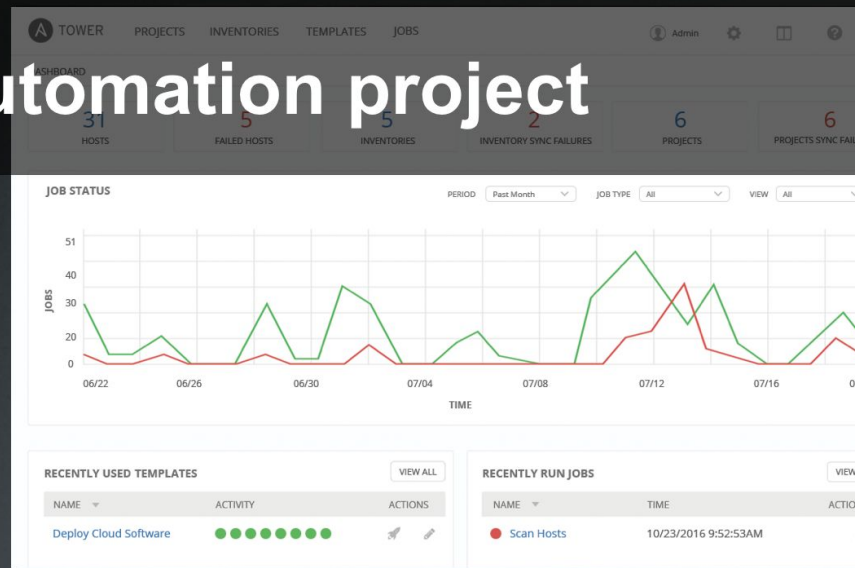 A TOWER PROJECTS INVENTORIES TEMPLATES JOBS Admin ?
utomation project
31 5 5 2 6 6
HOSTS FAILED HOSTS INVENTORIES INVENTORY SYNC FAILURES PROJECTS PROJECTS SYNC FAIL
JOB STATUS PERIOD Past Month JOB TYPE All VIEW All
51
40
30
20
0
JOBS
06/22 06/26 06/30 07/04 07/08 07/12 07/16 0
TIME
RECENTLY USED TEMPLATES VIEW ALL
NAME ACTIVITY ACTIONS
Deploy Cloud Software
RECENTLY RUN JOBS VIEW
NAME TIME ACTIO
Scan Hosts 10/23/2016 9:52:53AM